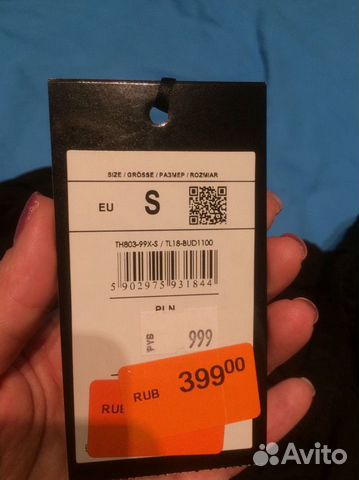 SIZE / GRÖSSE / РАЗМЕР / ROZMIAR
EU S
TH803-99X-S / TL18-BUD1100
5 902975 931844
PLN
РУБ 999
RUB 39900
RUB
Avito